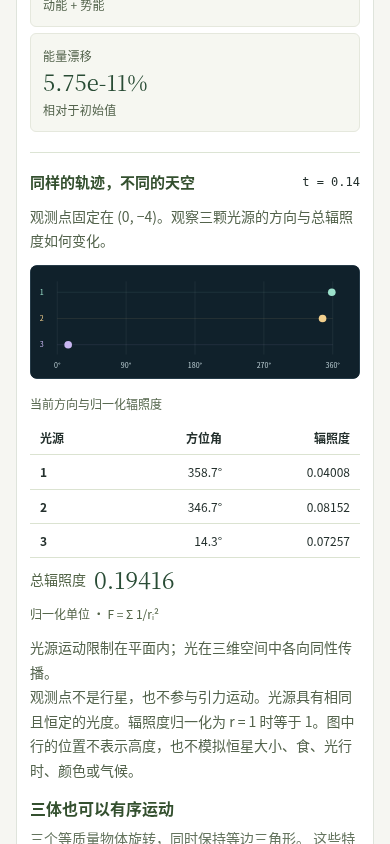 动能 + 势能
能量漂移
5.75e-11%
相对于初始值
同样的轨迹，不同的天空
t = 0.14
观测点固定在 (0, −4)。观察三颗光源的方向与总辐照
度如何变化。
1
2
3
0° 90° 180° 270° 360°
当前方向与归一化辐照度
光源 方位角 辐照度
1 358.7° 0.04008
2 346.7° 0.08152
3 14.3° 0.07257
总辐照度 0.19416
归一化单位 · F = Σ 1/rᵢ²
光源运动限制在平面内；光在三维空间中各向同性传
播。
观测点不是行星，也不参与引力运动。光源具有相同
且恒定的光度。辐照度归一化为 r = 1 时等于 1。图中
行的位置不表示高度，也不模拟恒星大小、食、光行
时、颜色或气候。
三体也可以有序运动
三个等质量物体旋转，同时保持等边三角形。 这些特